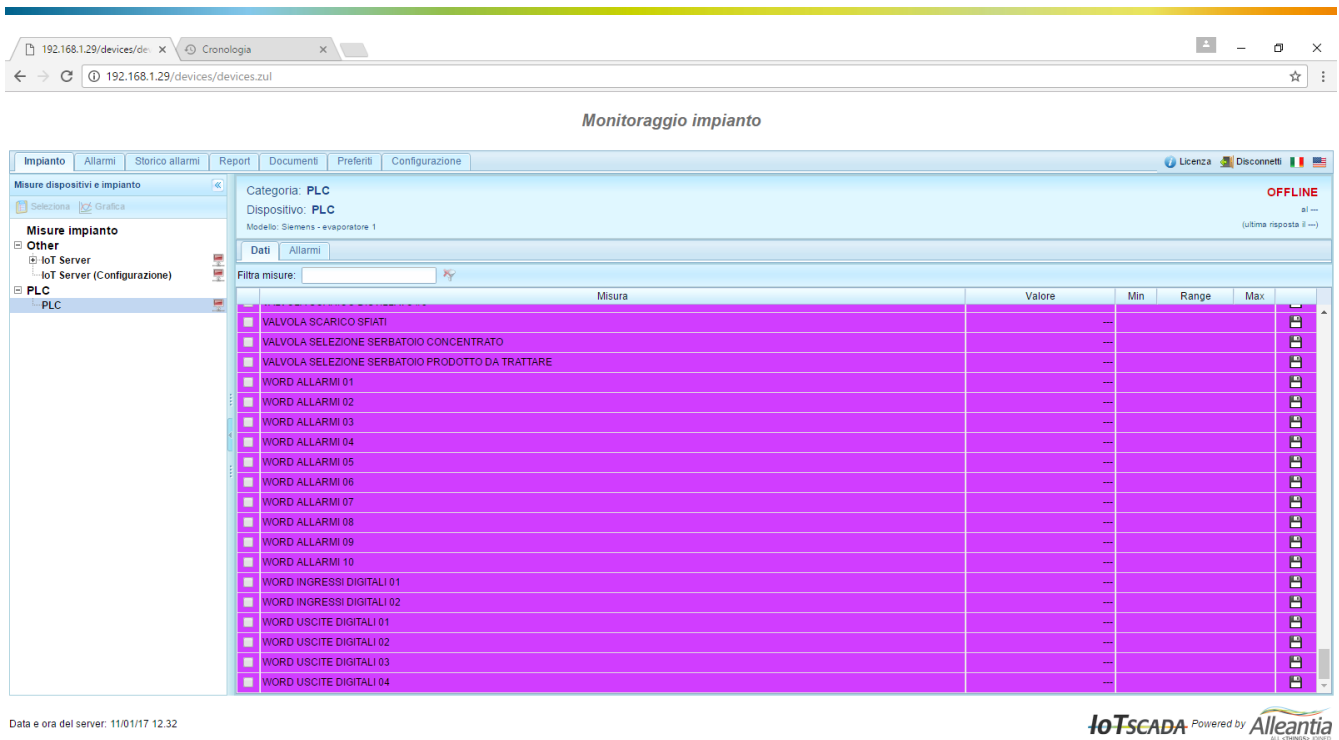 192.168.1.29/devices/de
Cronologia
192.168.1.29/devices/devices.zul
Monitoraggio impianto
Impianto Allarmi Storico allarmi Report Documenti Preferiti Configurazione Licenza Disconnetti
Misure dispositivi e impianto
Seleziona Grafica
Misure impianto
Other
IoT Server
IoT Server (Configurazione)
PLC
PLC
Categoria: PLC
OFFLINE
Dispositivo: PLC
al ---
Modello: Siemens - evaporatore 1
(ultima risposta il ---)
Dati Allarmi
Filtra misure:
Misura Valore Min Range Max
VALVOLA SCARICO SFIATI ---
VALVOLA SELEZIONE SERBATOIO CONCENTRATO ---
VALVOLA SELEZIONE SERBATOIO PRODOTTO DA TRATTARE ---
WORD ALLARMI 01 ---
WORD ALLARMI 02 ---
WORD ALLARMI 03 ---
WORD ALLARMI 04 ---
WORD ALLARMI 05 ---
WORD ALLARMI 06 ---
WORD ALLARMI 07 ---
WORD ALLARMI 08 ---
WORD ALLARMI 09 ---
WORD ALLARMI 10 ---
WORD INGRESSI DIGITALI 01 ---
WORD INGRESSI DIGITALI 02 ---
WORD USCITE DIGITALI 01 ---
WORD USCITE DIGITALI 02 ---
WORD USCITE DIGITALI 03 ---
WORD USCITE DIGITALI 04 ---
Data e ora del server: 11/01/17 12.32
IoTSCADA Powered by Alleantia
ALL <THINGS> JOINED